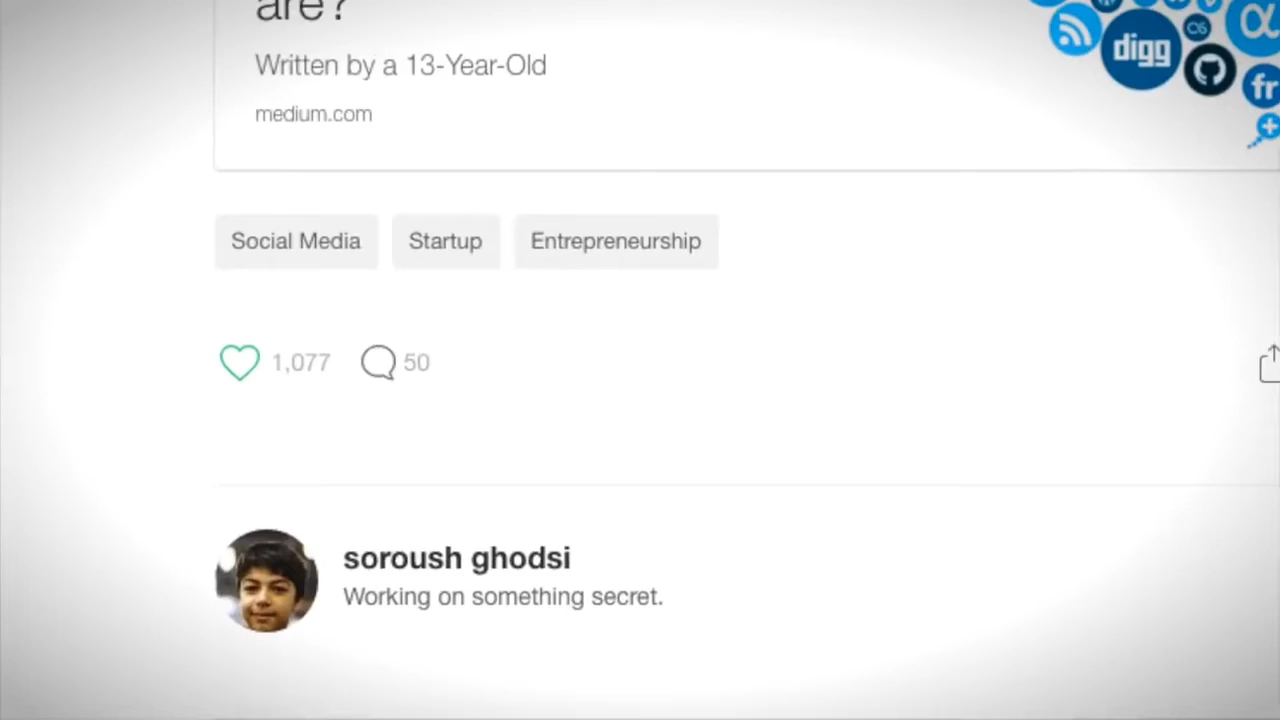 are?
Written by a 13-Year-Old
medium.com
digg
fr
Social Media
Startup
Entrepreneurship
1,077
50
soroush ghodsi
Working on something secret.